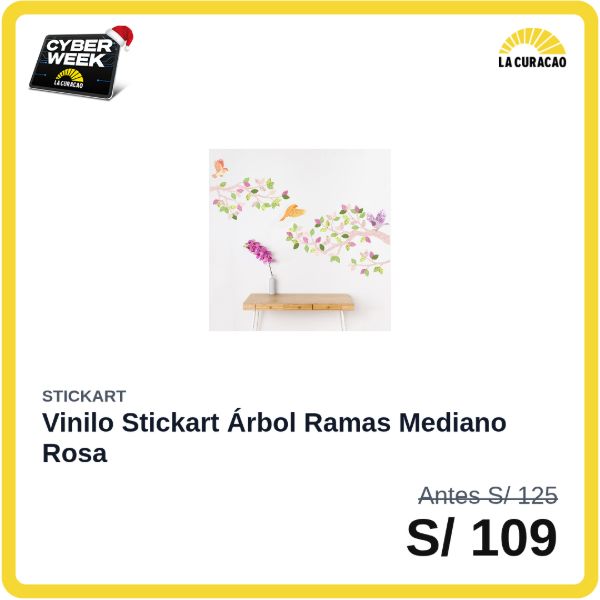 CYBER
WEEK
LA CURACAO
LA CURACAO
STICKART
Vinilo Stickart Árbol Ramas Mediano
Rosa
Antes S/ 125
S/ 109